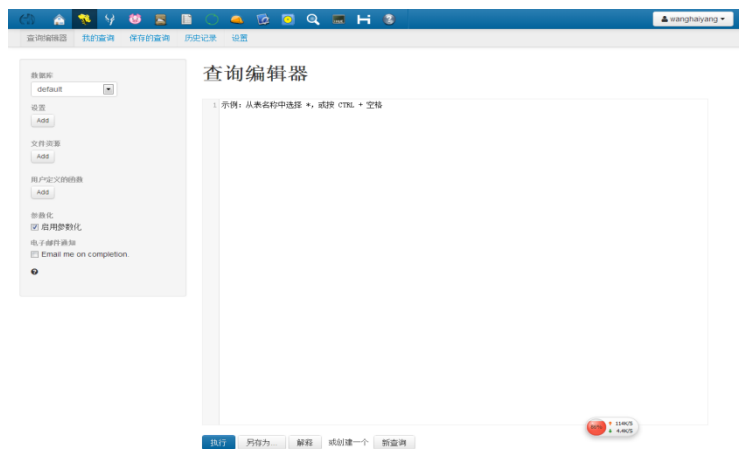 wanghaiyang
查询编辑器 我的查询 保存的查询 历史记录 设置
数据库
default
设置
Add
文件资源
Add
用户定义的函数
Add
参数化
启用参数化
电子邮件通知
Email me on completion.
查询编辑器
1 示例：从表名称中选择 *，或按 CTRL + 空格
114K/S
4.4K/S
执行 另存为... 解释 或创建一个 新查询